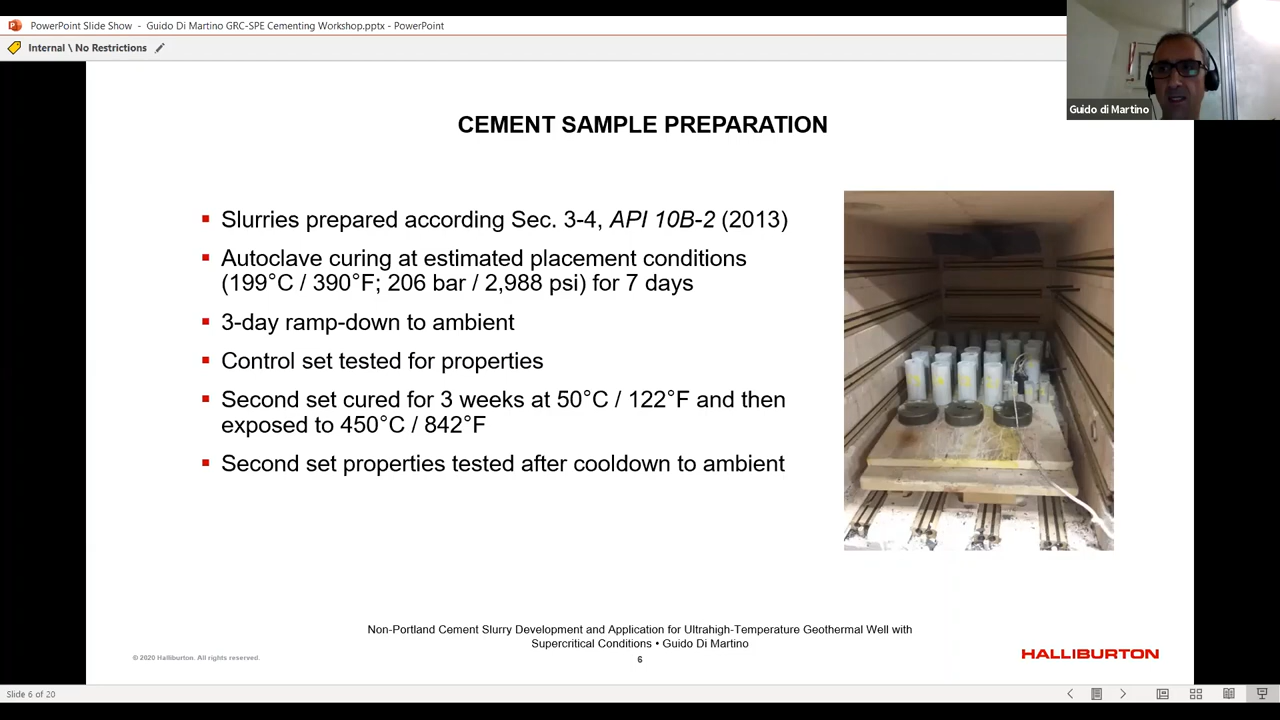 PowerPoint Slide Show - Guido Di Martino GRC-SPE Cementing Workshop.pptx - PowerPoint
Internal \ No Restrictions
Guido di Martino
CEMENT SAMPLE PREPARATION
▪ Slurries prepared according Sec. 3-4, API 10B-2 (2013)
▪ Autoclave curing at estimated placement conditions
(199°C / 390°F; 206 bar / 2,988 psi) for 7 days
▪ 3-day ramp-down to ambient
▪ Control set tested for properties
▪ Second set cured for 3 weeks at 50°C / 122°F and then
exposed to 450°C / 842°F
▪ Second set properties tested after cooldown to ambient
Non-Portland Cement Slurry Development and Application for Ultrahigh-Temperature Geothermal Well with
Supercritical Conditions • Guido Di Martino
© 2020 Halliburton. All rights reserved.
6
HALLIBURTON
Slide 6 of 20